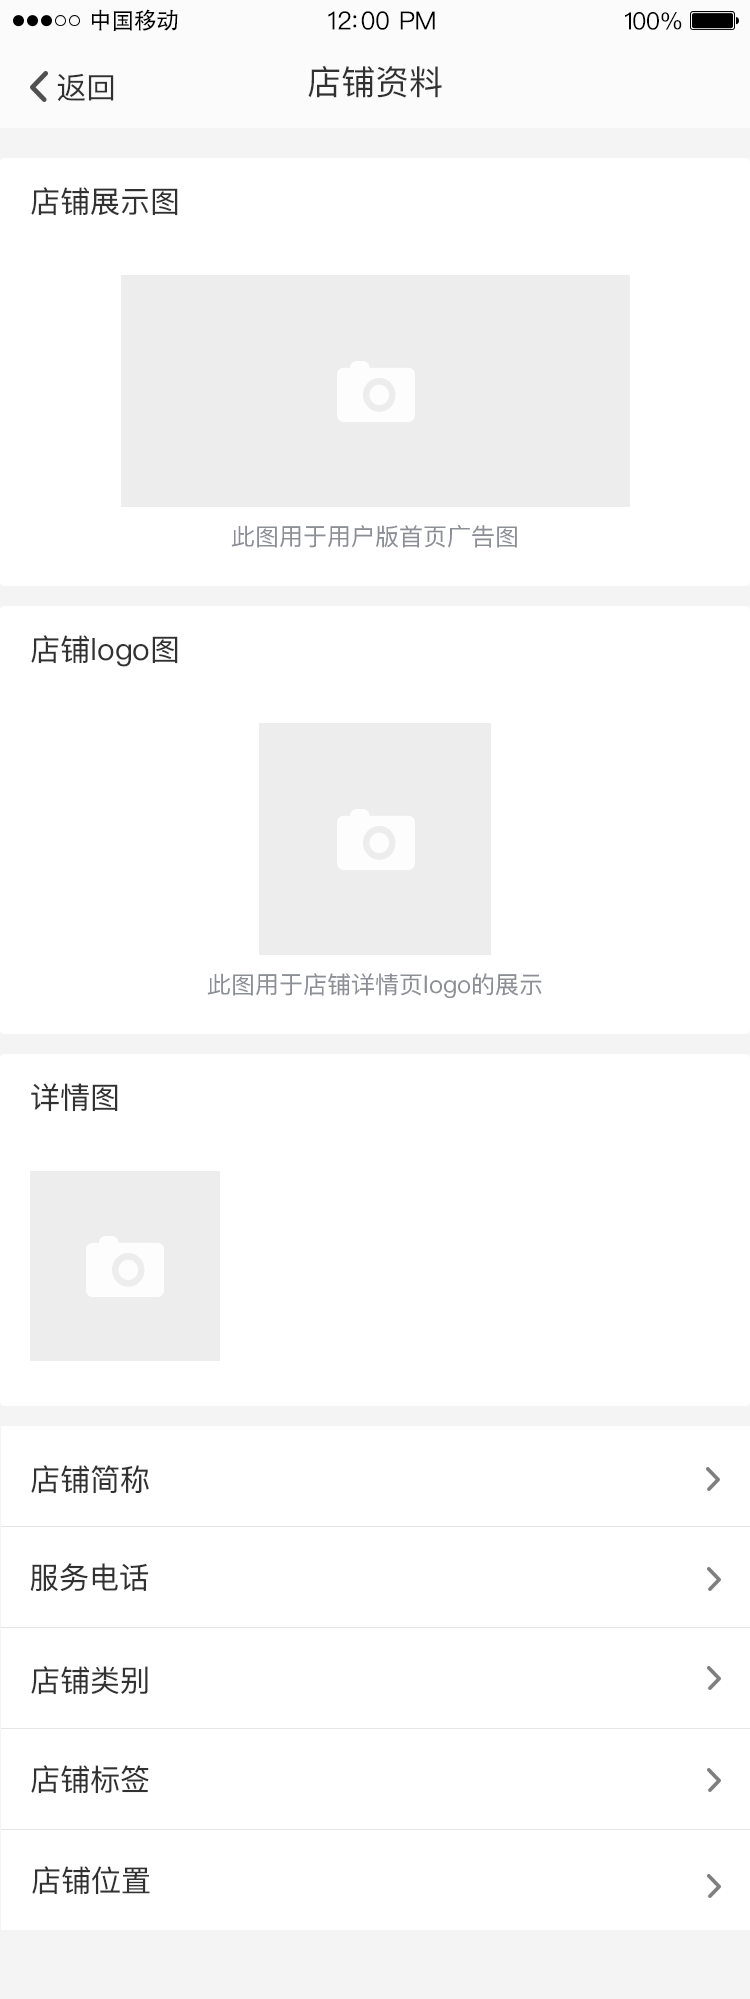 中国移动 12:00 PM 100%
返回 店铺资料
店铺展示图
此图用于用户版首页广告图
店铺logo图
此图用于店铺详情页logo的展示
详情图
店铺简称
服务电话
店铺类别
店铺标签
店铺位置